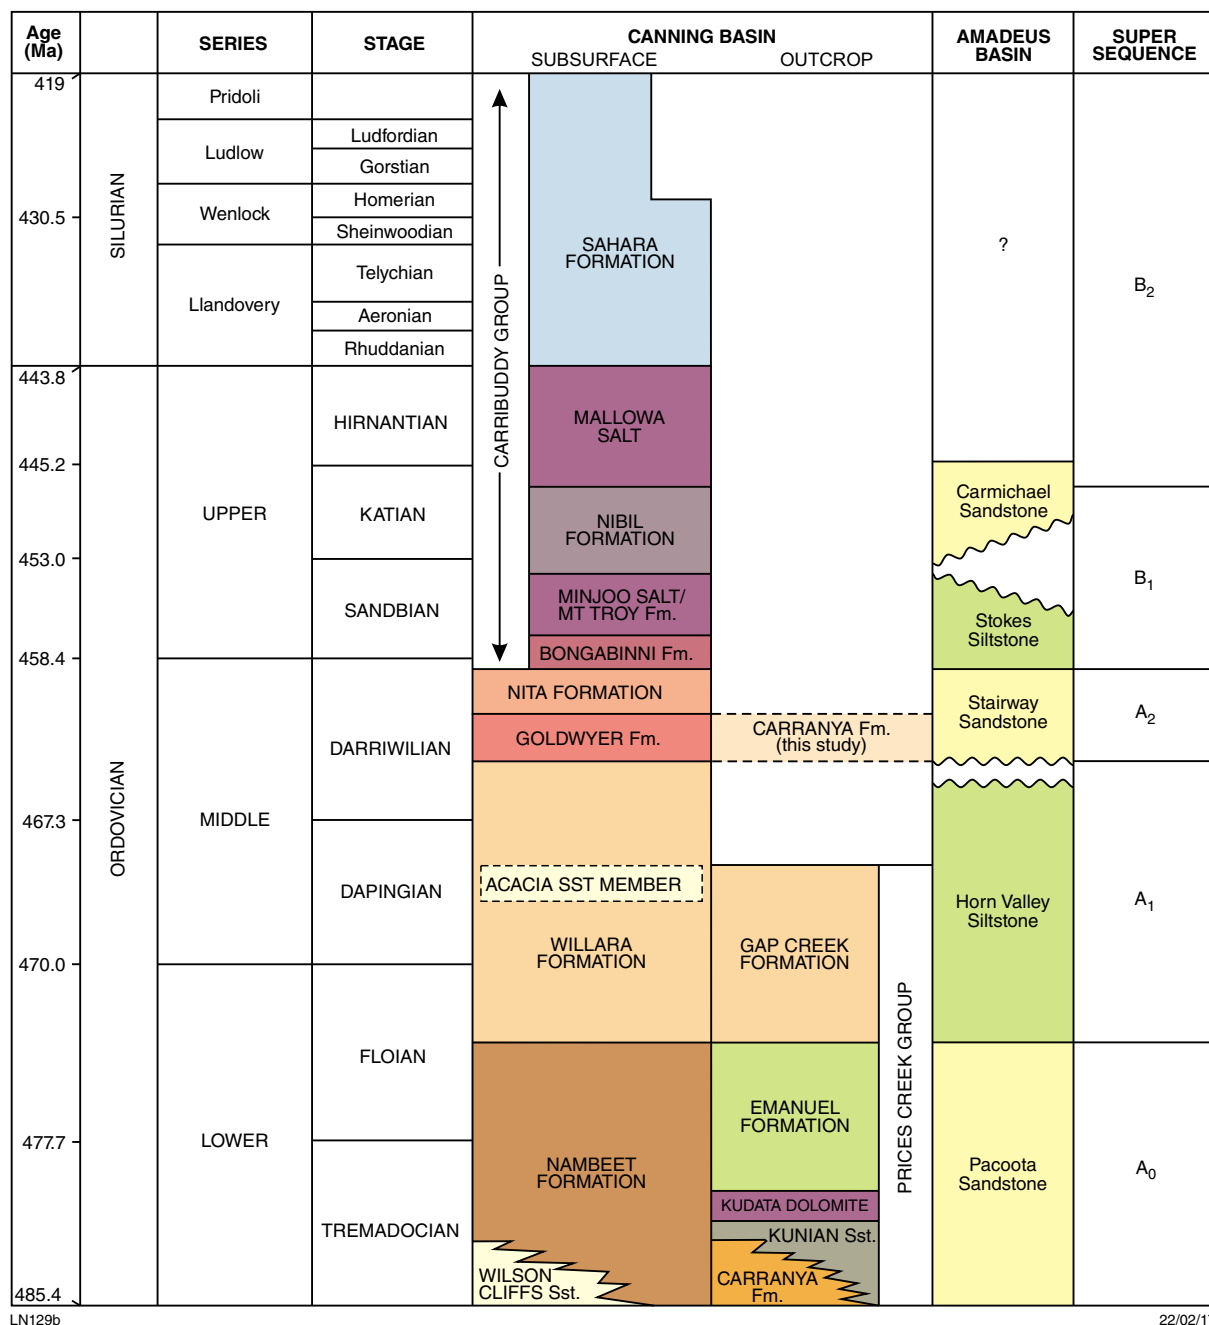 Age
(Ma)
SERIES
STAGE
CANNING BASIN
SUBSURFACE
OUTCROP
AMADEUS
BASIN
SUPER
SEQUENCE
419
430.5
443.8
445.2
453.0
458.4
467.3
470.0
477.7
485.4
SILURIAN
ORDOVICIAN
Pridoli
Ludlow
Wenlock
Llandovery
UPPER
MIDDLE
LOWER
Ludfordian
Gorstian
Homerian
Sheinwoodian
Telychian
Aeronian
Rhuddanian
HIRNANTIAN
KATIAN
SANDBIAN
DARRIWILIAN
DAPINGIAN
FLOIAN
TREMADOCIAN
CARRIBUDDY GROUP
SAHARA
FORMATION
MALLOWA
SALT
NIBIL
FORMATION
MINJOO SALT/
MT TROY Fm.
BONGABINNI Fm.
NITA FORMATION
GOLDWYER Fm.
ACACIA SST MEMBER
WILLARA
FORMATION
NAMBEET
FORMATION
WILSON
CLIFFS Sst.
CARRANYA Fm.
(this study)
GAP CREEK
FORMATION
EMANUEL
FORMATION
KUDATA DOLOMITE
KUNIAN Sst.
CARRANYA
Fm.
PRICES CREEK GROUP
?
Carmichael
Sandstone
Stokes
Siltstone
Stairway
Sandstone
Horn Valley
Siltstone
Pacoota
Sandstone
B2
B1
A2
A1
A0
LN129b